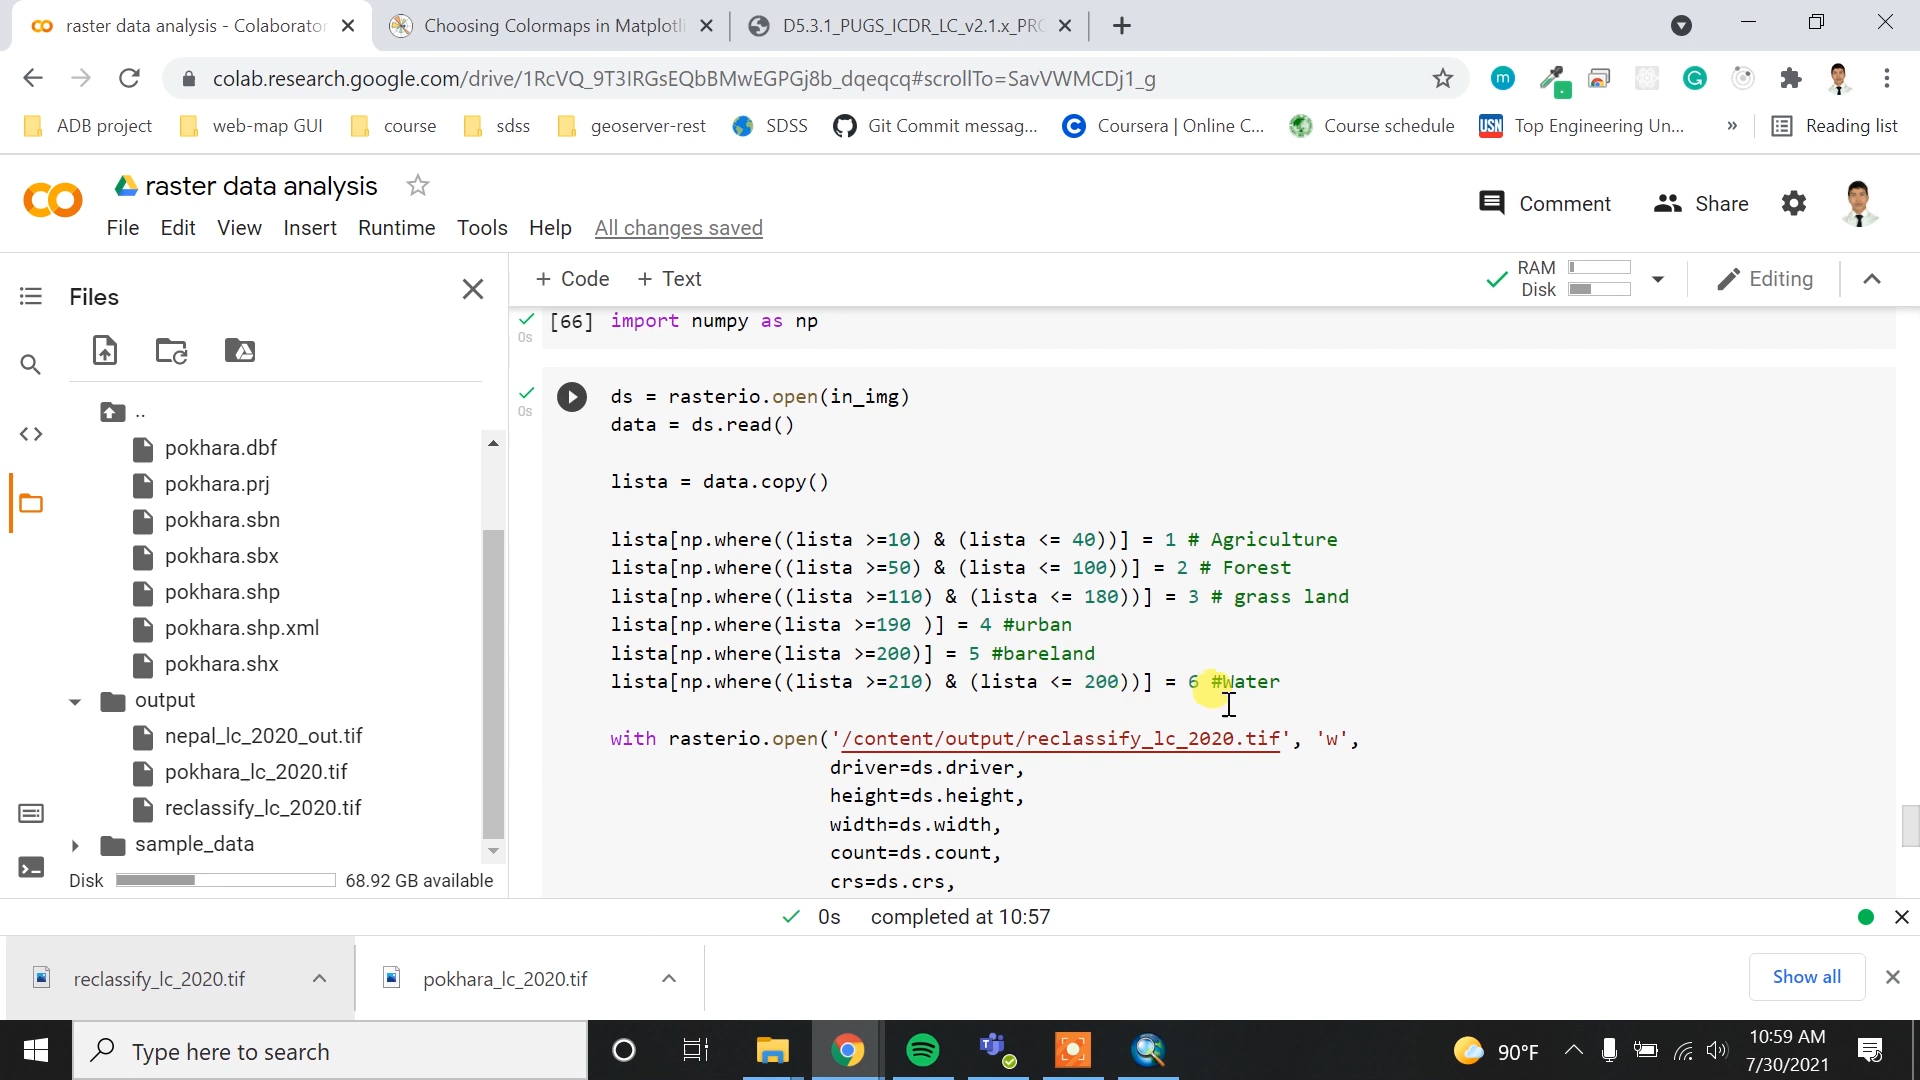 raster data analysis - Colaborator
Choosing Colormaps in Matplotli
D5.3.1_PUGS_ICDR_LC_v2.1.x_PRO
colab.research.google.com/drive/1RcVQ_9T3IRGsEQbBMwEGPGj8b_dqeqcq#scrollTo=SavVWMCDj1_g
ADB project
web-map GUI
course
sdss
geoserver-rest
SDSS
Git Commit messag...
Coursera | Online C...
Course schedule
USN
Top Engineering Un...
»
Reading list
raster data analysis
File Edit View Insert Runtime Tools Help All changes saved
Comment
Share
Files
+ Code + Text
RAM
Disk
Editing
..
pokhara.dbf
pokhara.prj
pokhara.sbn
pokhara.sbx
pokhara.shp
pokhara.shp.xml
pokhara.shx
output
nepal_lc_2020_out.tif
pokhara_lc_2020.tif
reclassify_lc_2020.tif
sample_data
Disk 68.92 GB available
0s
[66] import numpy as np
0s
ds = rasterio.open(in_img)
data = ds.read()
lista = data.copy()
lista[np.where((lista >=10) & (lista <= 40))] = 1 # Agriculture
lista[np.where((lista >=50) & (lista <= 100))] = 2 # Forest
lista[np.where((lista >=110) & (lista <= 180))] = 3 # grass land
lista[np.where(lista >=190 )] = 4 #urban
lista[np.where(lista >=200)] = 5 #bareland
lista[np.where((lista >=210) & (lista <= 200))] = 6 #Water
with rasterio.open('/content/output/reclassify_lc_2020.tif', 'w',
driver=ds.driver,
height=ds.height,
width=ds.width,
count=ds.count,
crs=ds.crs,
0s completed at 10:57
reclassify_lc_2020.tif
pokhara_lc_2020.tif
Show all
Type here to search
90°F
10:59 AM
7/30/2021